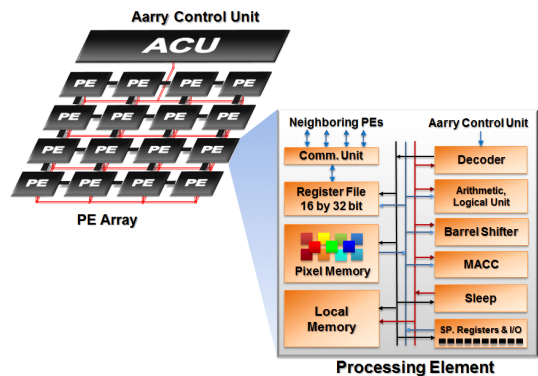 Aarry Control Unit
ACU
PE PE PE PE
PE PE PE PE
PE PE PE PE
PE PE PE PE
PE Array
Neighboring PEs
Aarry Control Unit
Comm. Unit
Decoder
Register File
16 by 32 bit
Arithmetic,
Logical Unit
Barrel Shifter
Pixel Memory
MACC
Local
Memory
Sleep
SP. Registers & I/O
Processing Element